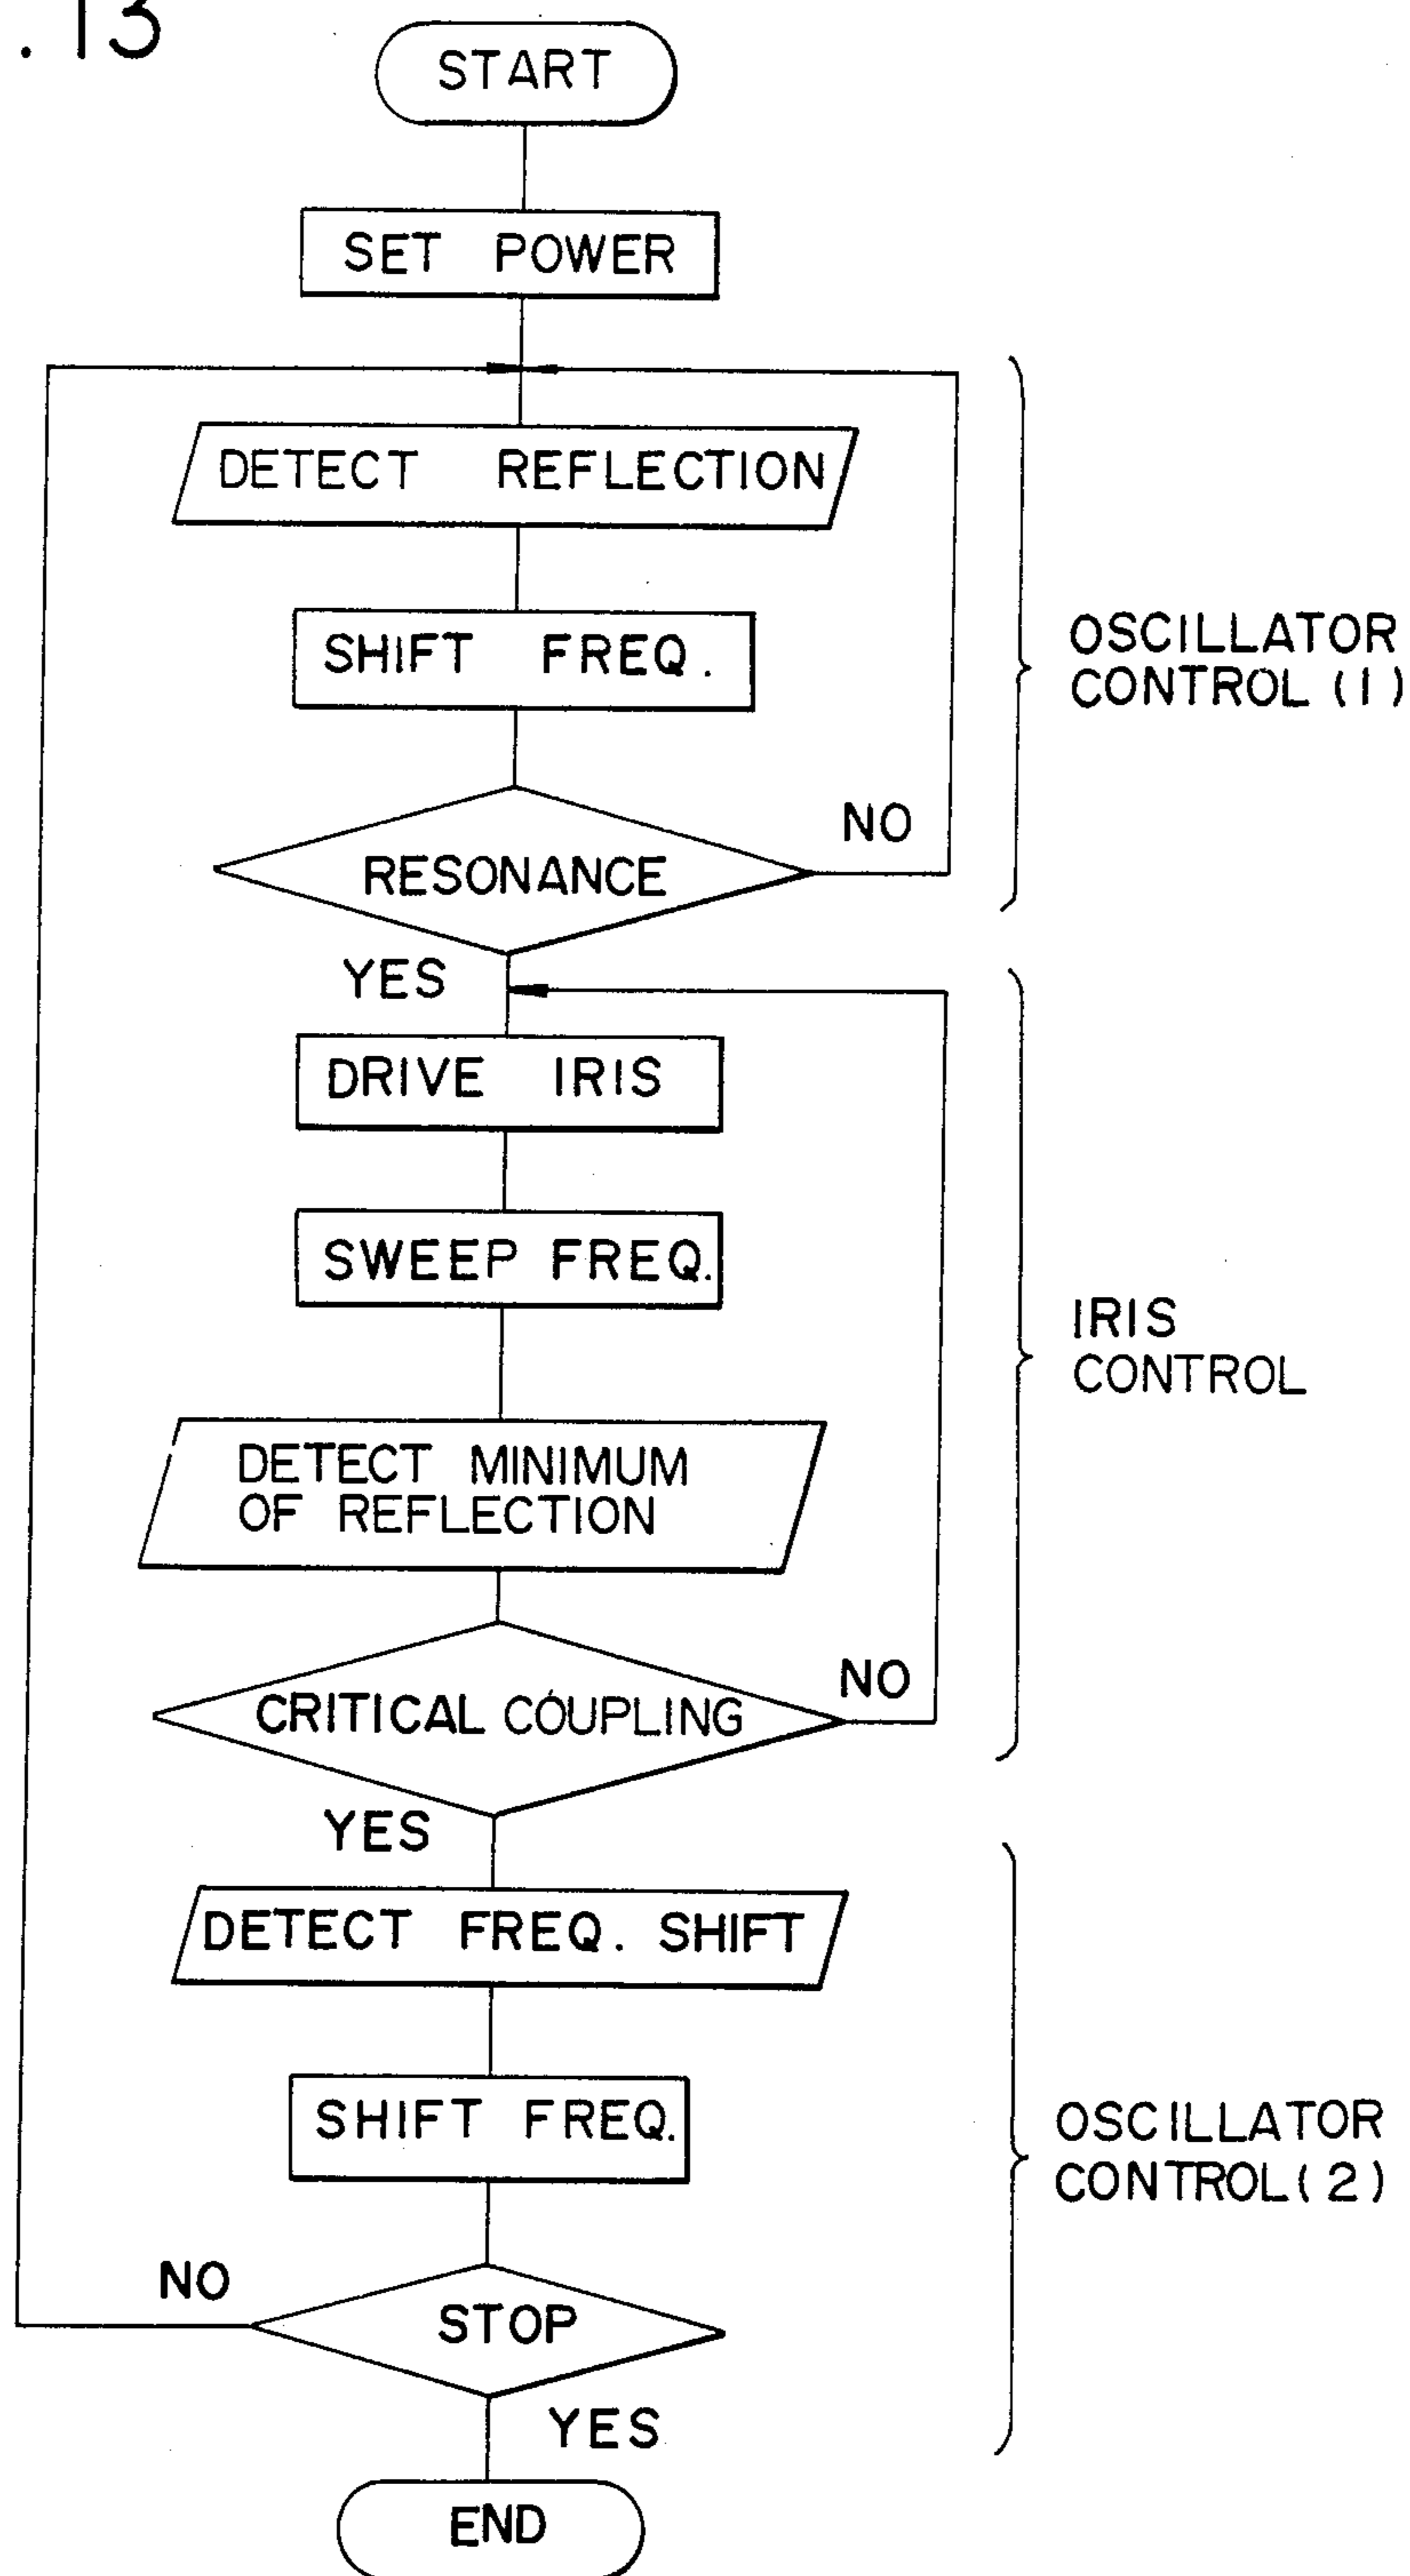 . 13
START
SET POWER
DETECT REFLECTION
SHIFT FREQ.
OSCILLATOR
CONTROL (1)
NO
RESONANCE
YES
DRIVE IRIS
SWEEP FREQ.
IRIS
CONTROL
DETECT MINIMUM
OF REFLECTION
NO
CRITICAL COUPLING
YES
DETECT FREQ. SHIFT
SHIFT FREQ.
OSCILLATOR
CONTROL (2)
NO
STOP
YES
END